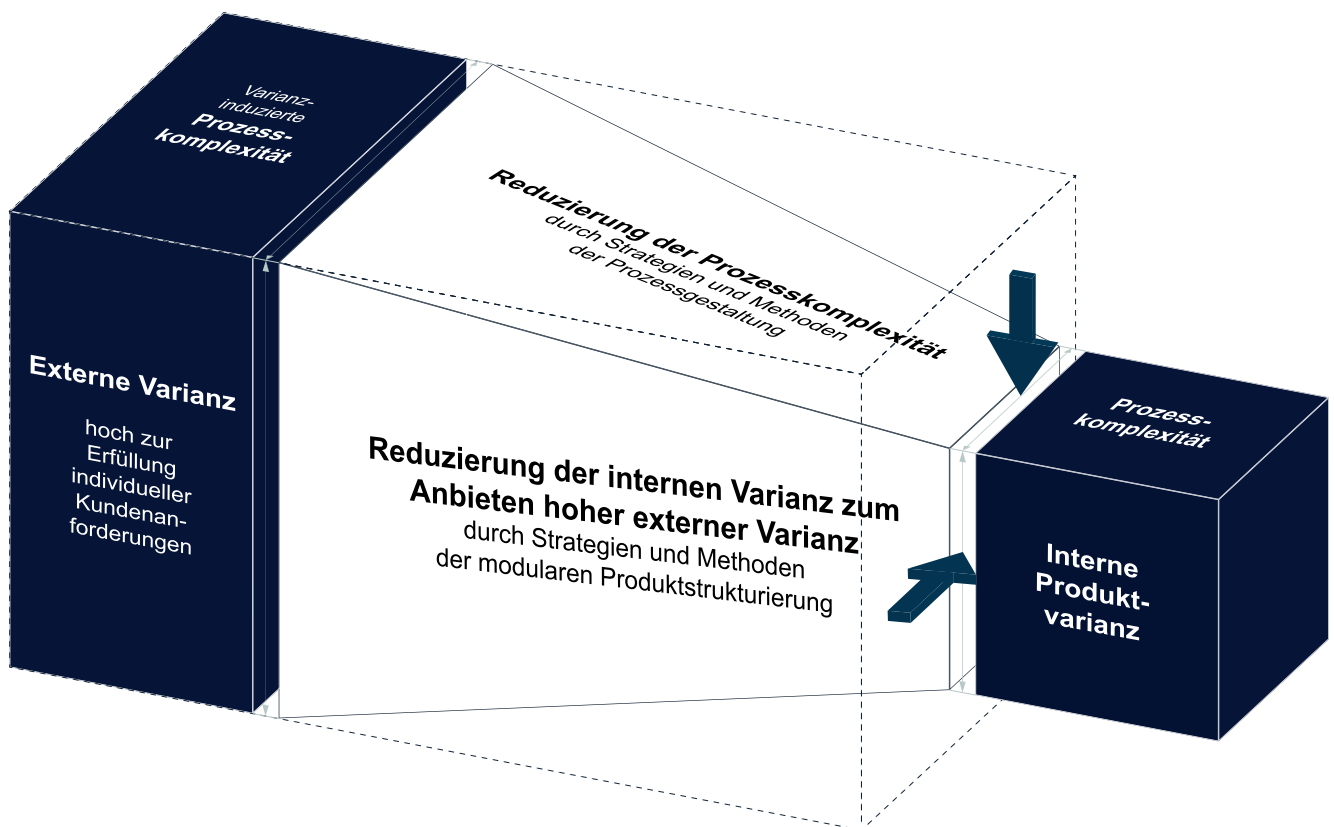 Varianz-
induzierte
Prozess-
komplexität
Externe Varianz
hoch zur
Erfüllung
individueller
Kundenan-
forderungen
Reduzierung der Prozesskomplexität
durch Strategien und Methoden
der Prozessgestaltung
Reduzierung der internen Varianz zum
Anbieten hoher externer Varianz
durch Strategien und Methoden
der modularen Produktstrukturierung
Prozess-
komplexität
Interne
Produkt-
varianz